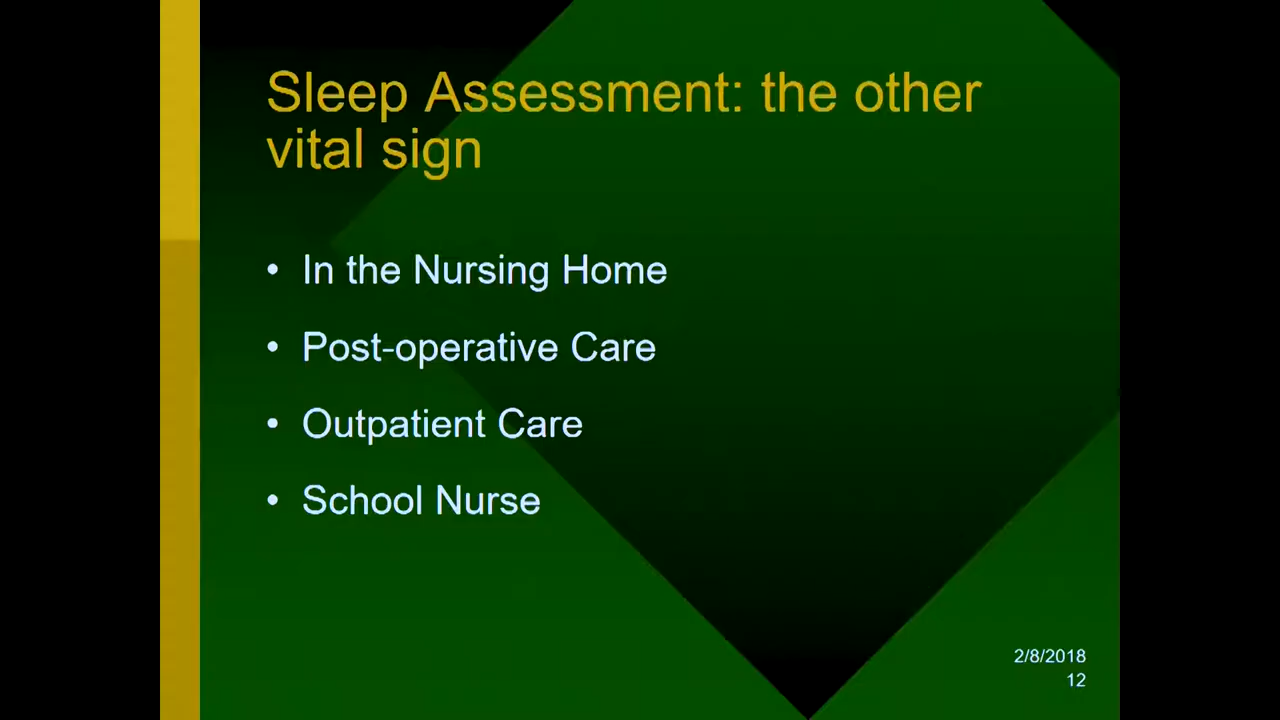 Sleep Assessment: the other
vital sign
• In the Nursing Home
• Post-operative Care
• Outpatient Care
• School Nurse
2/8/2018
12